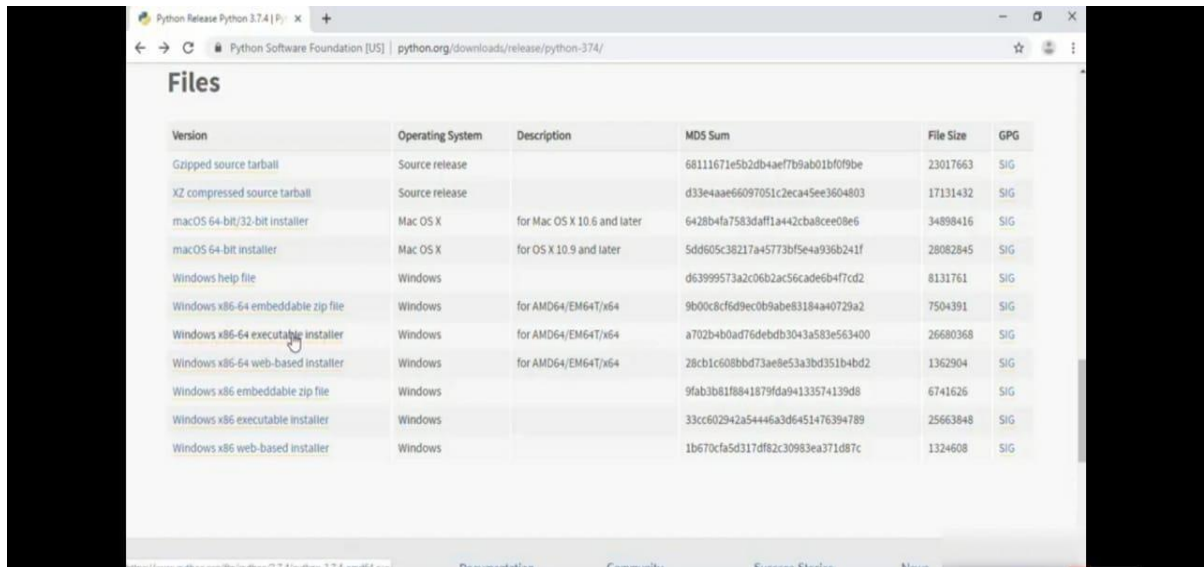 Python Release Python 3.7.4 | Py
Python Software Foundation [US] | python.org/downloads/release/python-374/
Files
Version Operating System Description MD5 Sum File Size GPG
Gzipped source tarball Source release 68111671e5b2db4aef7b9ab01bf0f9be 23017663 SIG
XZ compressed source tarball Source release d33e4aae66097051c2eca45ee3604803 17131432 SIG
macOS 64-bit/32-bit installer Mac OS X for Mac OS X 10.6 and later 6428b4fa7583daff1a442cba8cee08e6 34898416 SIG
macOS 64-bit installer Mac OS X for OS X 10.9 and later 5dd605c38217a45773bf5e4a936b241f 28082845 SIG
Windows help file Windows d63999573a2c06b2ac56cade6b4f7cd2 8131761 SIG
Windows x86-64 embeddable zip file Windows for AMD64/EM64T/x64 9b00c8cf6d9ec0b9abe83184a40729a2 7504391 SIG
Windows x86-64 executable installer Windows for AMD64/EM64T/x64 a702b4b0ad76debdb3043a583e563400 26680368 SIG
Windows x86-64 web-based installer Windows for AMD64/EM64T/x64 28cb1c608bbd73ae8e53a3bd351b4bd2 1362904 SIG
Windows x86 embeddable zip file Windows 9fab3b81f8841879fda94133574139d8 6741626 SIG
Windows x86 executable installer Windows 33cc602942a54446a3d6451476394789 25663848 SIG
Windows x86 web-based installer Windows 1b670cfa5d317df82c30983ea371d87c 1324608 SIG
Documentation Community Success Stories News